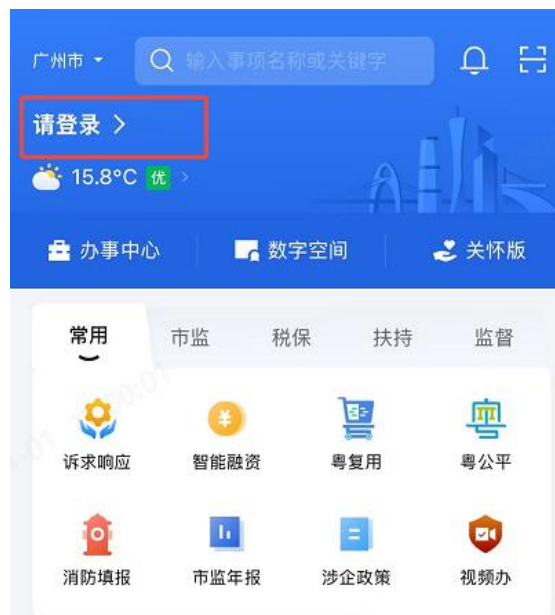 广州市
输入事项名称或关键字
请登录
15.8°C 优
办事中心 数字空间 关怀版
常用 市监 税保 扶持 监督
诉求响应 智能融资 粤复用 粤公平
消防填报 市监年报 涉企政策 视频办